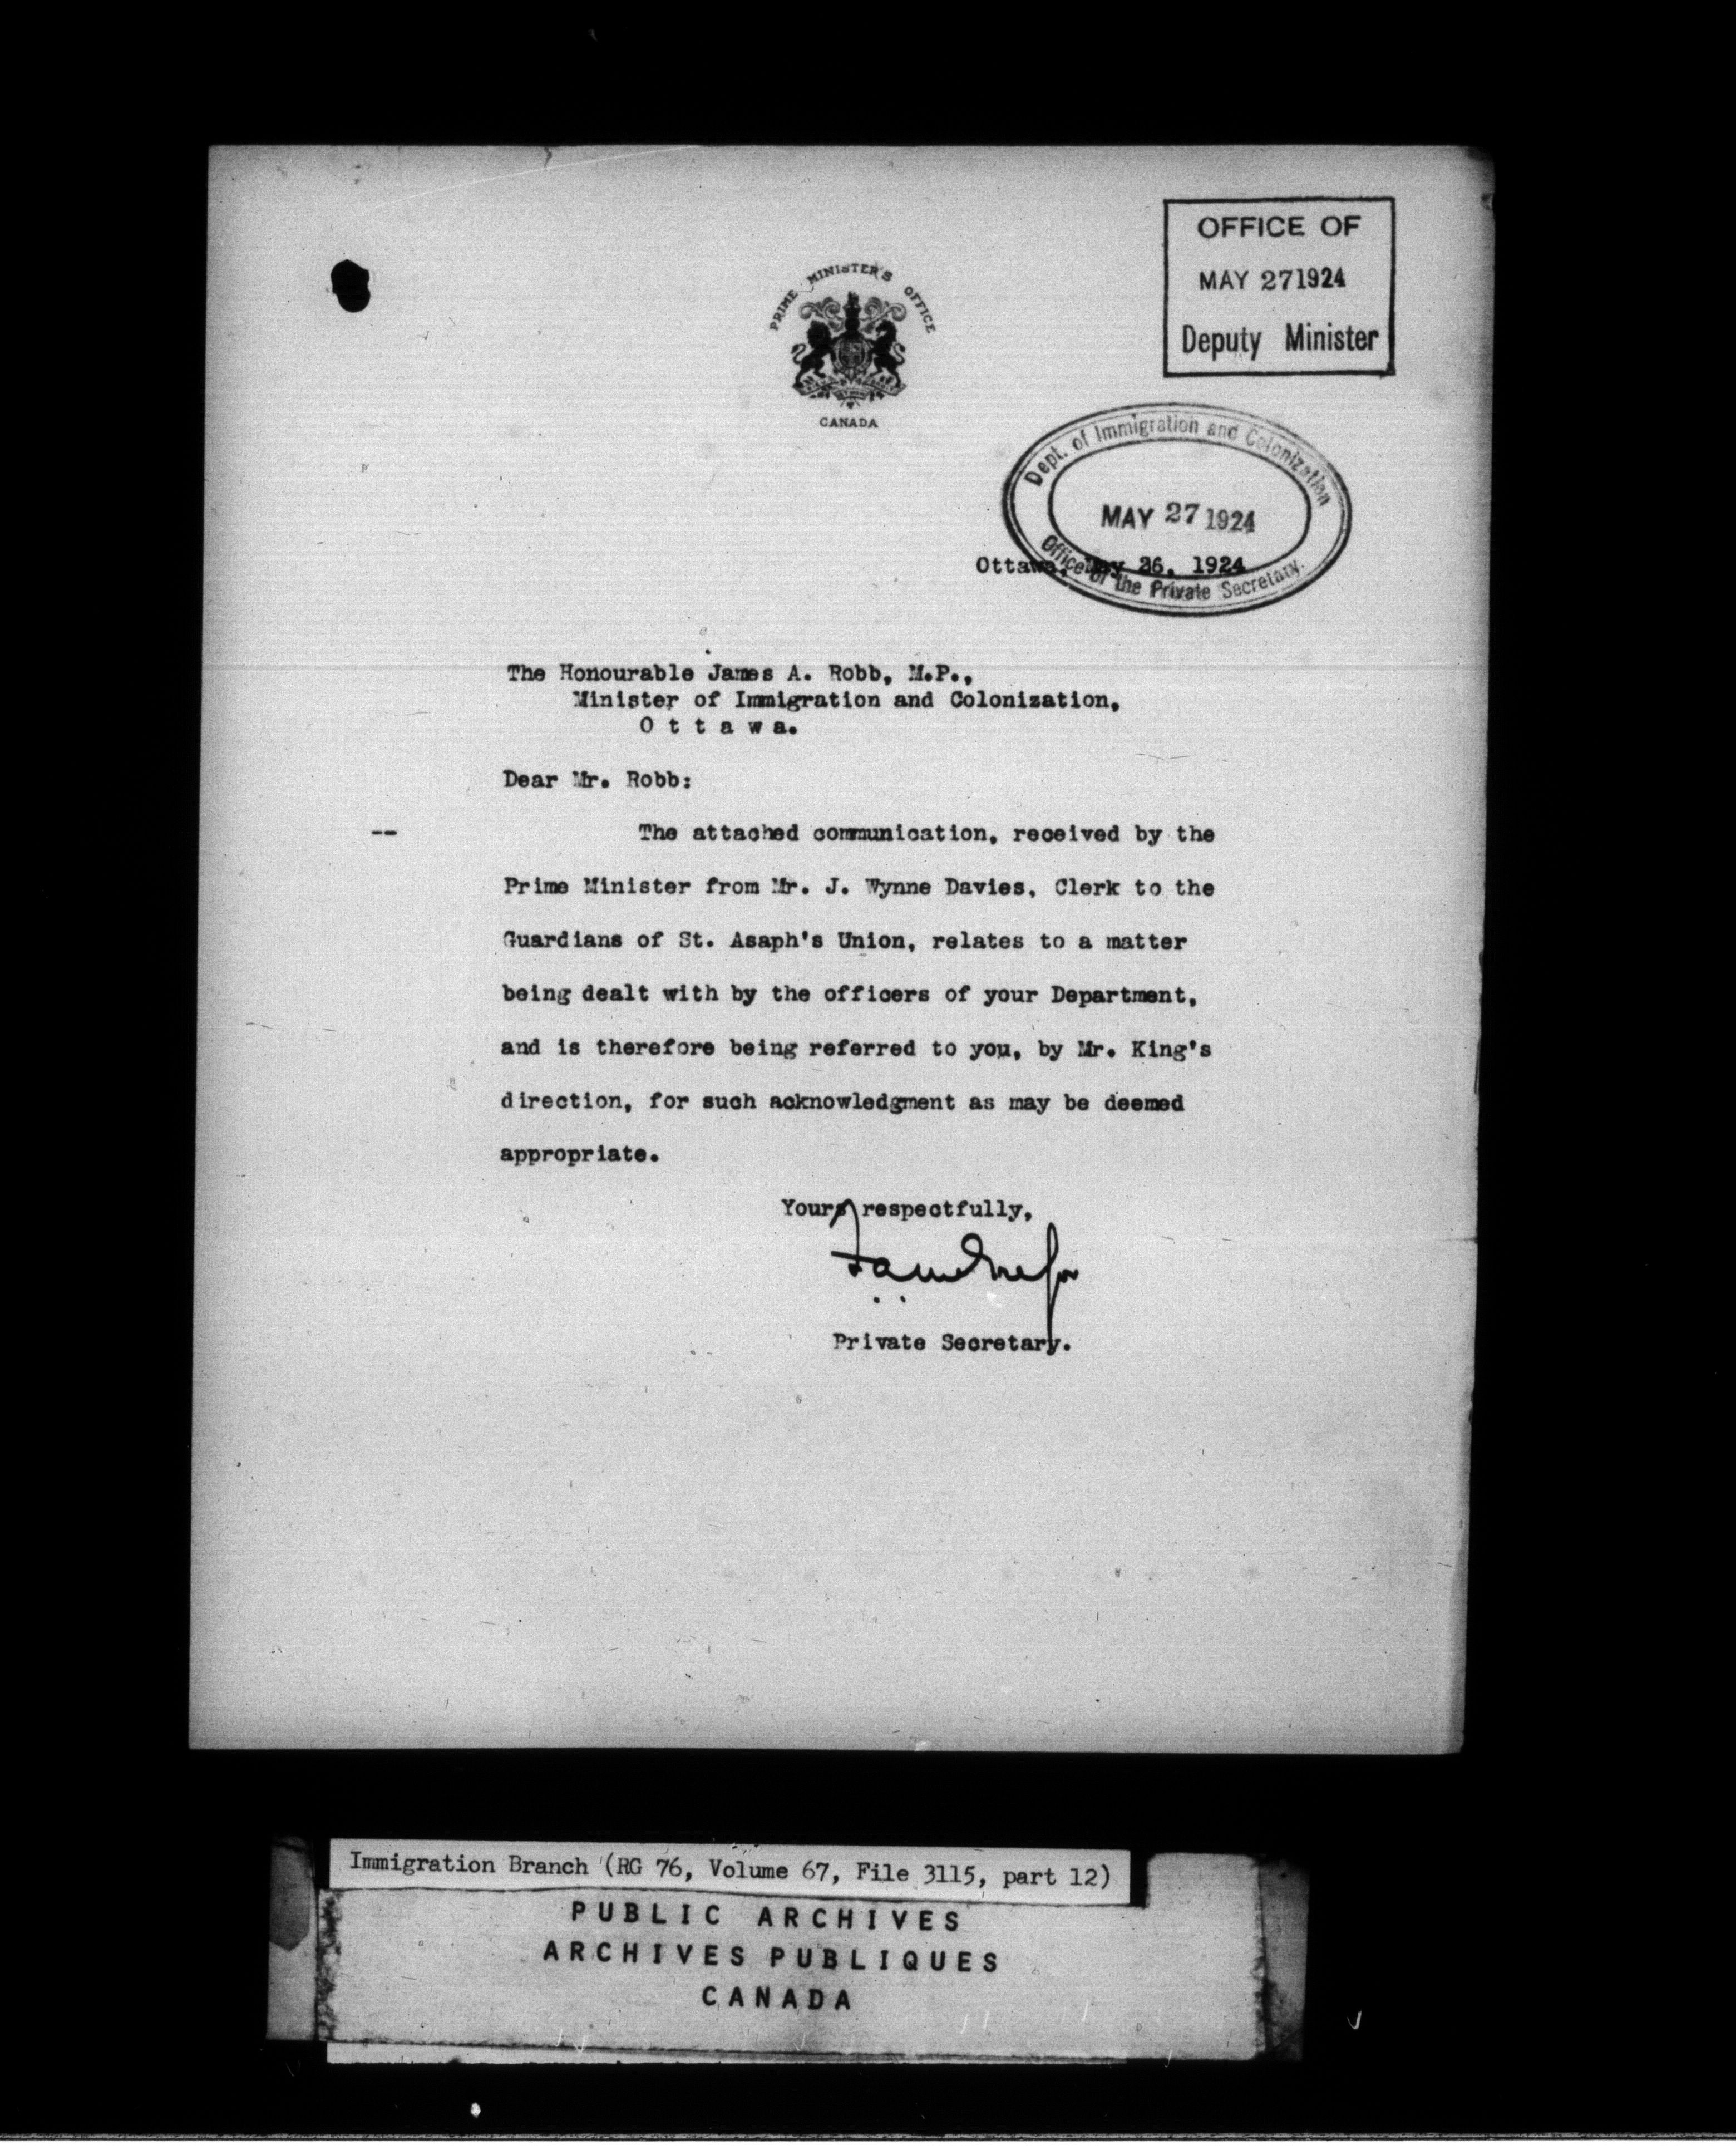 OFFICE OF
MAY 27 1924
Deputy Minister
PRIME MINISTER'S OFFICE
CANADA
Dept. of Immigration and Colonization
MAY 27 1924
Office of the Private Secretary.
Ottawa, May 26, 1924
The Honourable James A. Robb, M.P.,
Minister of Immigration and Colonization,
O t t a w a.
Dear Mr. Robb:
--
The attached communication, received by the
Prime Minister from Mr. J. Wynne Davies, Clerk to the
Guardians of St. Asaph's Union, relates to a matter
being dealt with by the officers of your Department,
and is therefore being referred to you, by Mr. King's
direction, for such acknowledgment as may be deemed
appropriate.
Yours respectfully,
Private Secretary.
Immigration Branch (RG 76, Volume 67, File 3115, part 12)
PUBLIC ARCHIVES
ARCHIVES PUBLIQUES
CANADA